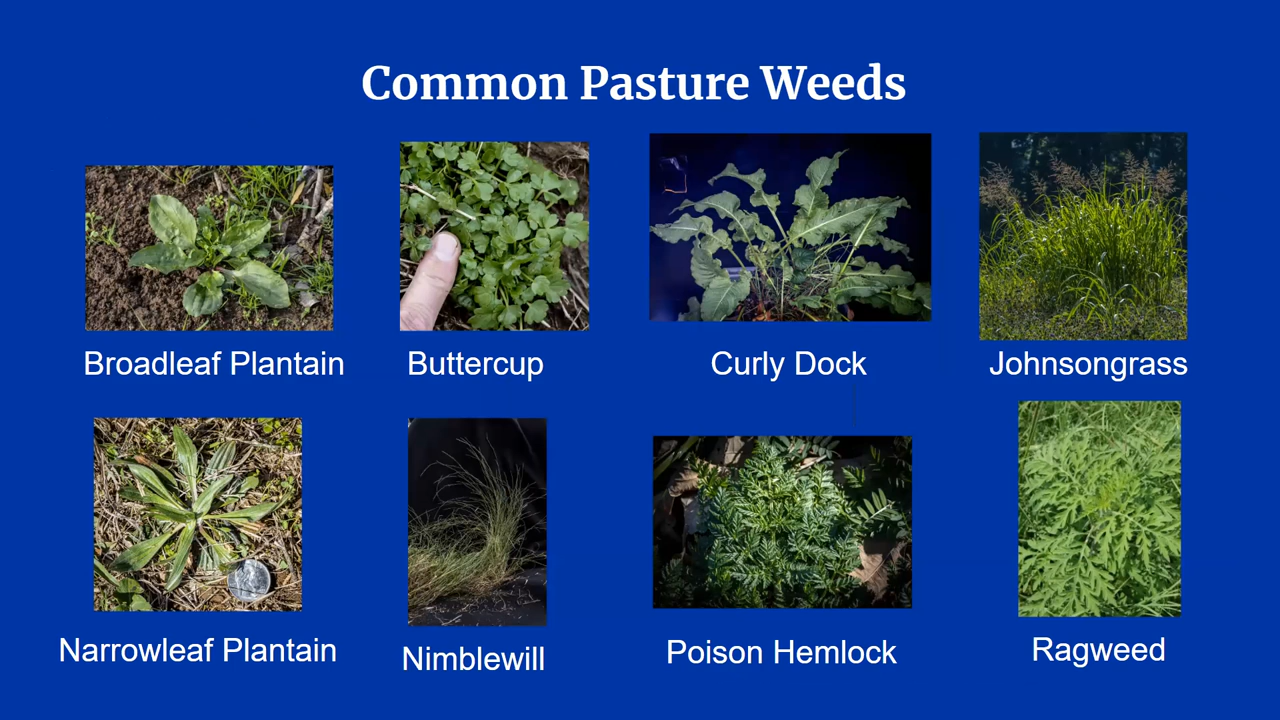 Common Pasture Weeds
Broadleaf Plantain
Buttercup
Curly Dock
Johnsongrass
Narrowleaf Plantain
Nimblewill
Poison Hemlock
Ragweed